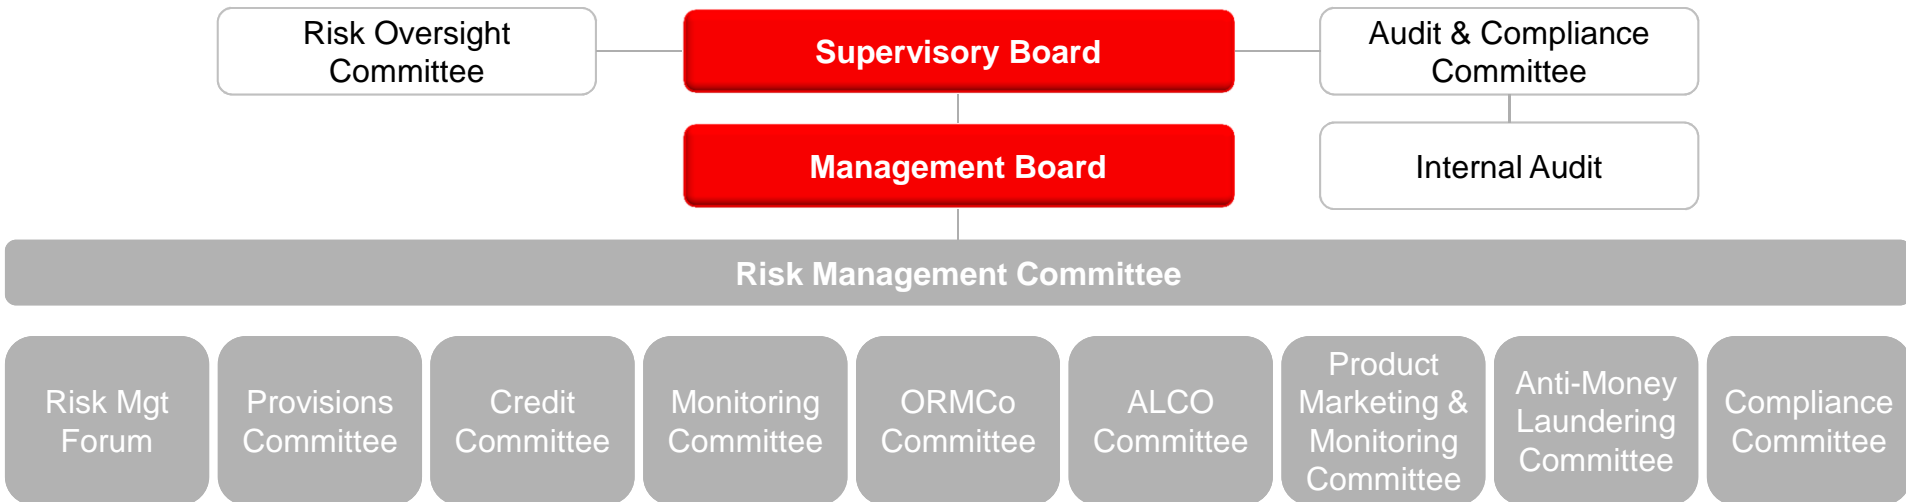 Risk Oversight
Committee
Supervisory Board
Audit & Compliance
Committee
Management Board
Internal Audit
Risk Management Committee
Risk Mgt
Forum
Provisions
Committee
Credit
Committee
Monitoring
Committee
ORMCo
Committee
ALCO
Committee
Product
Marketing &
Monitoring
Committee
Anti-Money
Laundering
Committee
Compliance
Committee